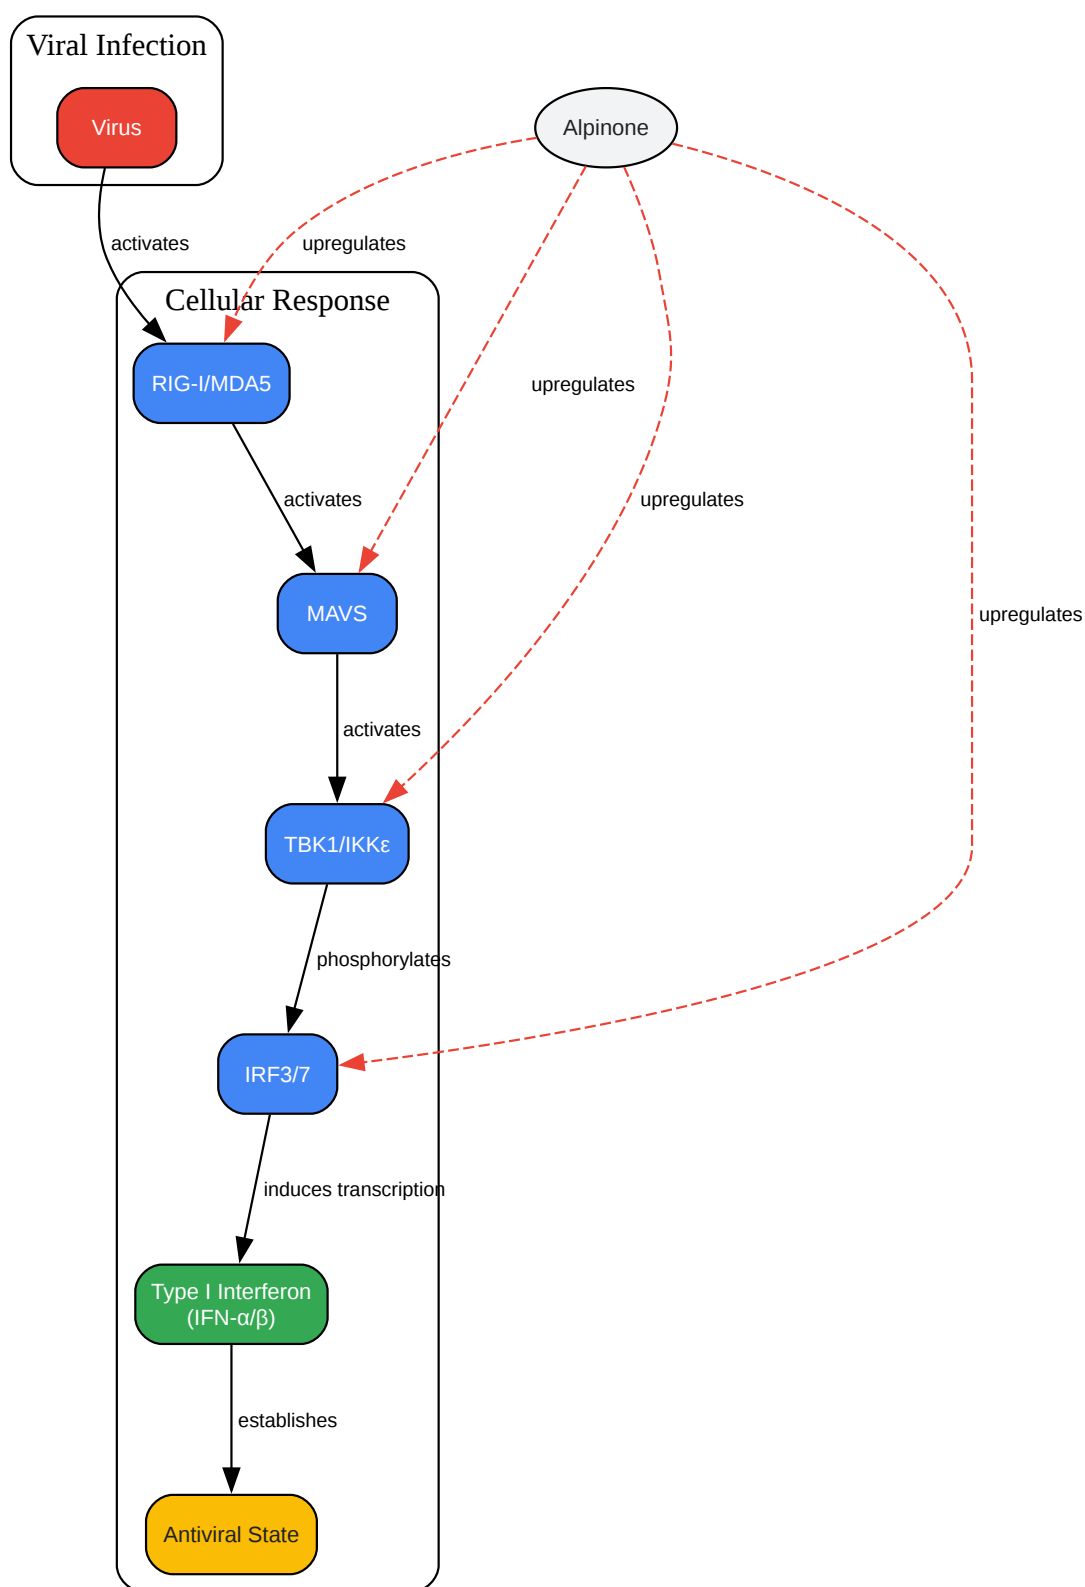 Viral Infection
Virus
Alpinone
activates
upregulates
Cellular Response
RIG-I/MDA5
upregulates
activates
upregulates
MAVS
upregulates
activates
TBK1/IKKε
phosphorylates
IRF3/7
induces transcription
Type I Interferon
(IFN-α/β)
establishes
Antiviral State